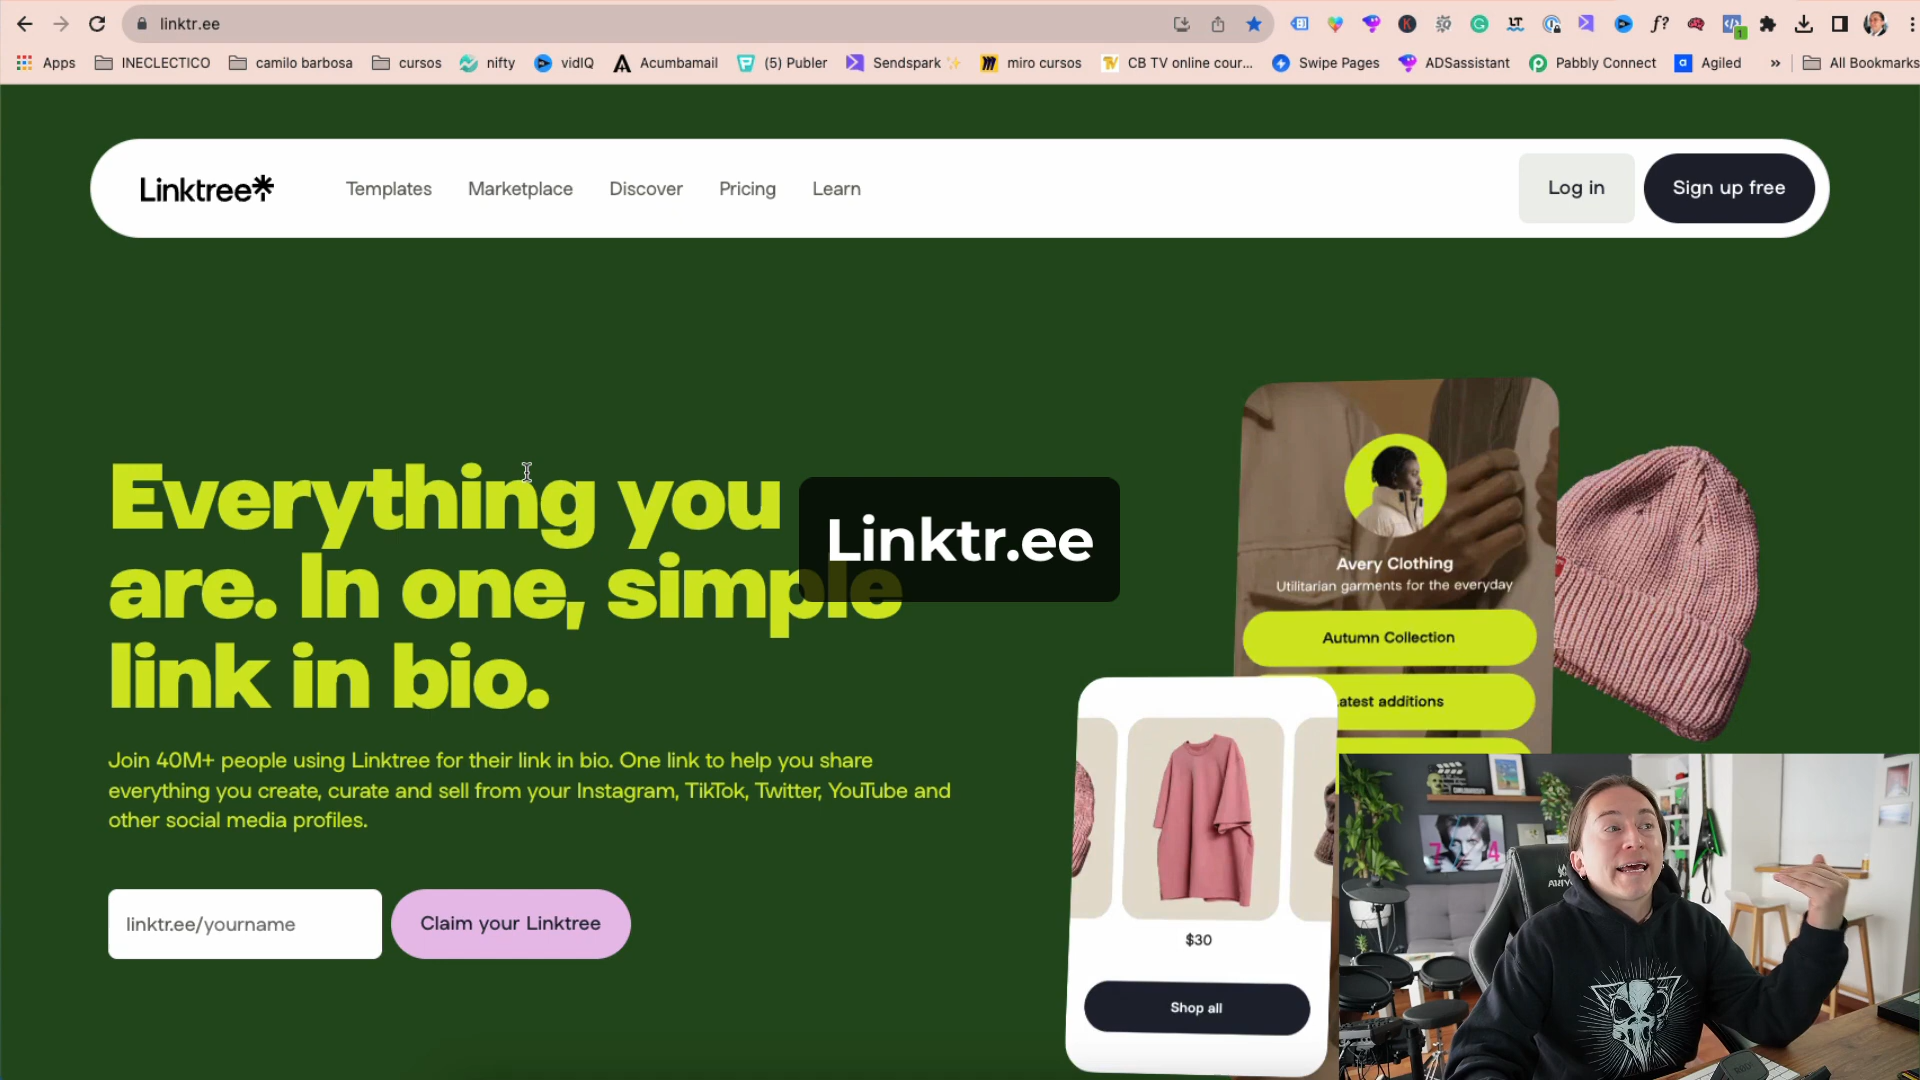 linktr.ee
Apps INECLECTICO camilo barbosa cursos nifty vidIQ Acumbamail (5) Publer Sendspark miro cursos CB TV online cour... Swipe Pages ADSassistant Pabbly Connect Agiled » All Bookmarks
Linktree
Templates Marketplace Discover Pricing Learn
Log in
Sign up free
Everything you
are. In one, simple
link in bio.
Linktr.ee
Join 40M+ people using Linktree for their link in bio. One link to help you share
everything you create, curate and sell from your Instagram, TikTok, Twitter, YouTube and
other social media profiles.
linktr.ee/yourname
Claim your Linktree
Avery Clothing
Utilitarian garments for the everyday
Autumn Collection
atest additions
$30
Shop all